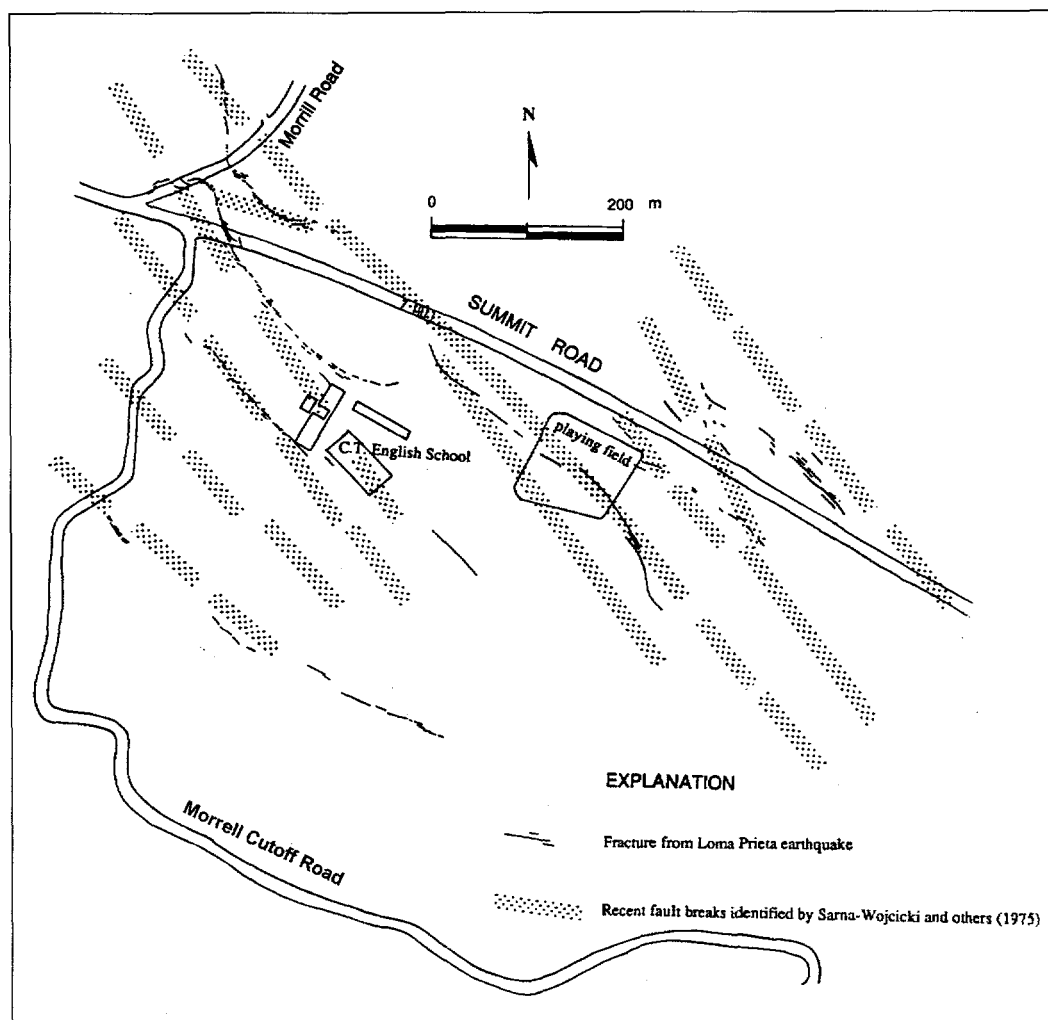 Morrill Road
N
0 200 m
SUMMIT ROAD
playing field
C.T. English School
EXPLANATION
Fracture from Loma Prieta earthquake
Morrell Cutoff Road
Recent fault breaks identified by Sarna-Wojcicki and others (1975)